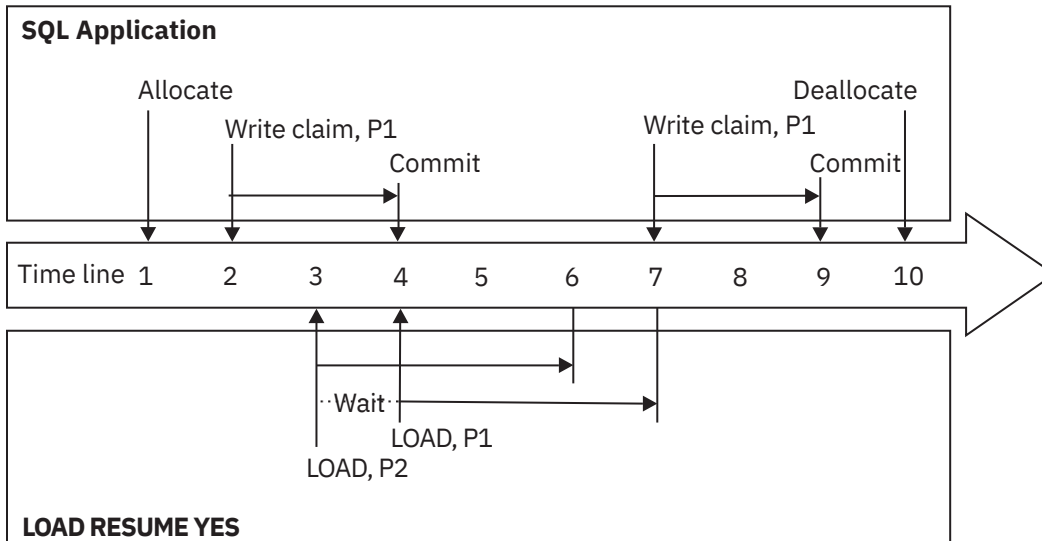 SQL Application
Allocate
Deallocate
Write claim, P1
Write claim, P1
Commit
Commit
Time line 1 2 3 4 5 6 7 8 9 10
Wait
LOAD, P1
LOAD, P2
LOAD RESUME YES